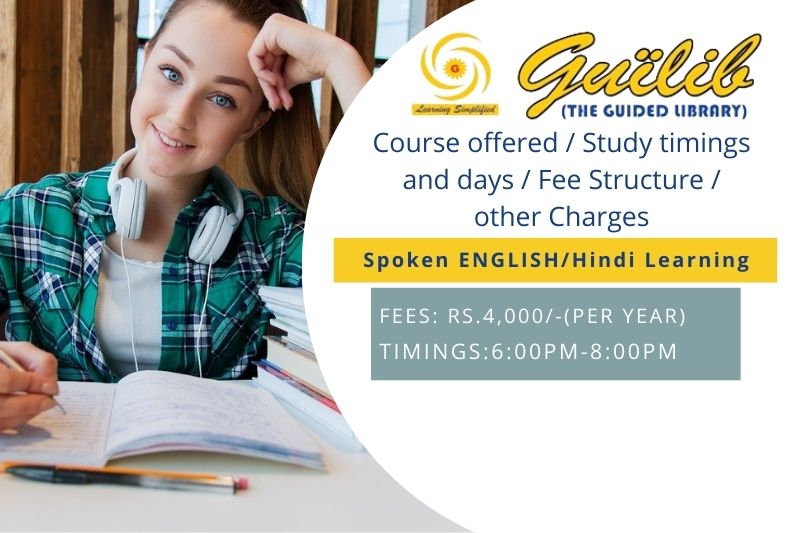 G
Learning Simplified
Guïlib
(THE GUIDED LIBRARY)
Course offered / Study timings
and days / Fee Structure /
other Charges
Spoken ENGLISH/Hindi Learning
FEES: RS.4,000/-(PER YEAR)
TIMINGS:6:00PM-8:00PM